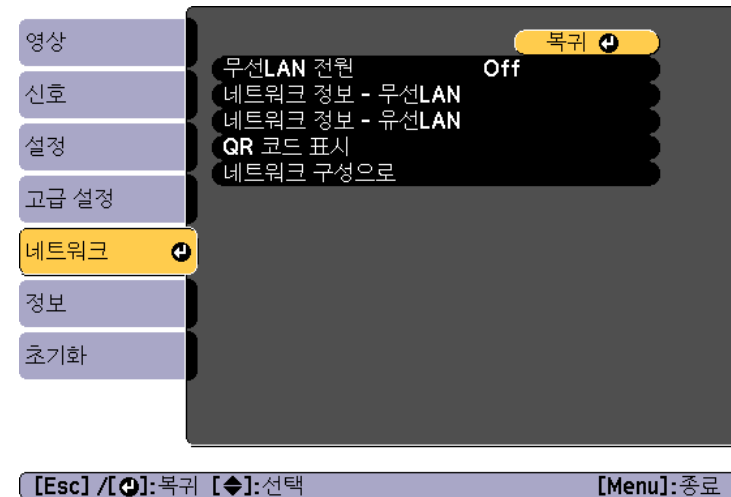 영상
신호
설정
고급 설정
네트워크
정보
초기화
복귀
무선LAN 전원 Off
네트워크 정보 - 무선LAN
네트워크 정보 - 유선LAN
QR 코드 표시
네트워크 구성으로
[Esc] /[⏎]:복귀 [◆]:선택 [Menu]:종료